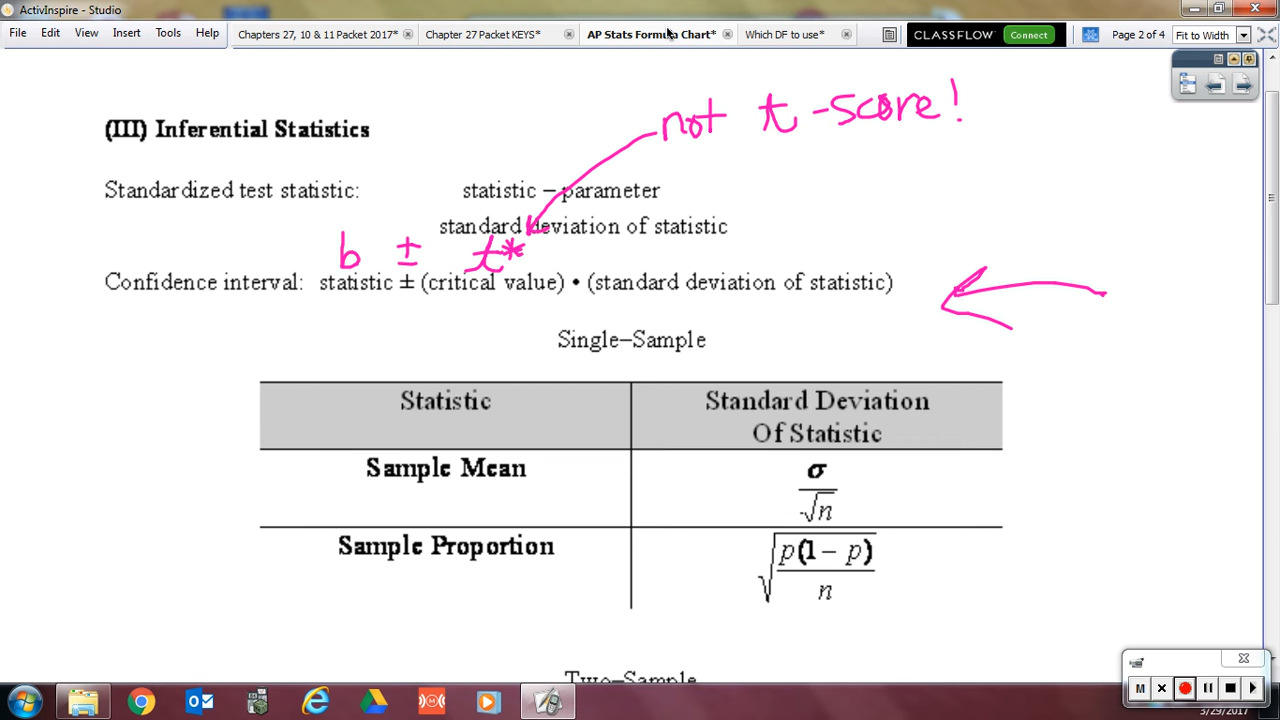 ActivInspire - Studio
File Edit View Insert Tools Help
Chapters 27, 10 & 11 Packet 2017* Chapter 27 Packet KEYS* AP Stats Formula Chart* Which DF to use* CLASSFLOW Connect Page 2 of 4 Fit to Width
not t-score!
(III) Inferential Statistics
Standardized test statistic: statistic – parameter
standard deviation of statistic
b ± t*
Confidence interval: statistic ± (critical value) • (standard deviation of statistic)
Single–Sample
Statistic Standard Deviation
Of Statistic
Sample Mean σ
√n
Sample Proportion √p(1 – p)
n
Two–Sample
M
3/29/2017